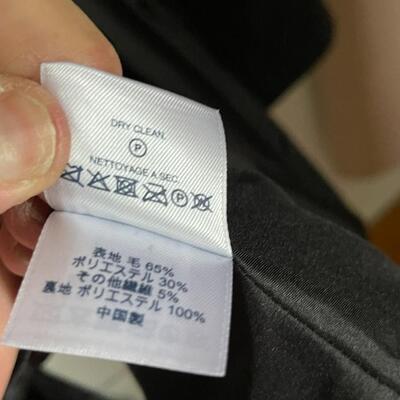 DRY CLEAN.
P
NETTOYAGE A SEC.
P
表地 毛 65%
ポリエステル 30%
その他繊維 5%
裏地 ポリエステル 100%
中国製